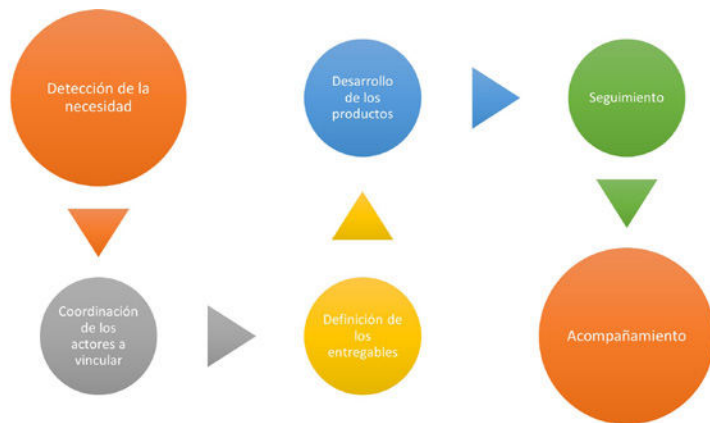 Detección de la
necesidad
Coordinación
de los
actores a
vincular
Definición de
los
entregables
Desarrollo
de los
productos
Seguimiento
Acompañamiento